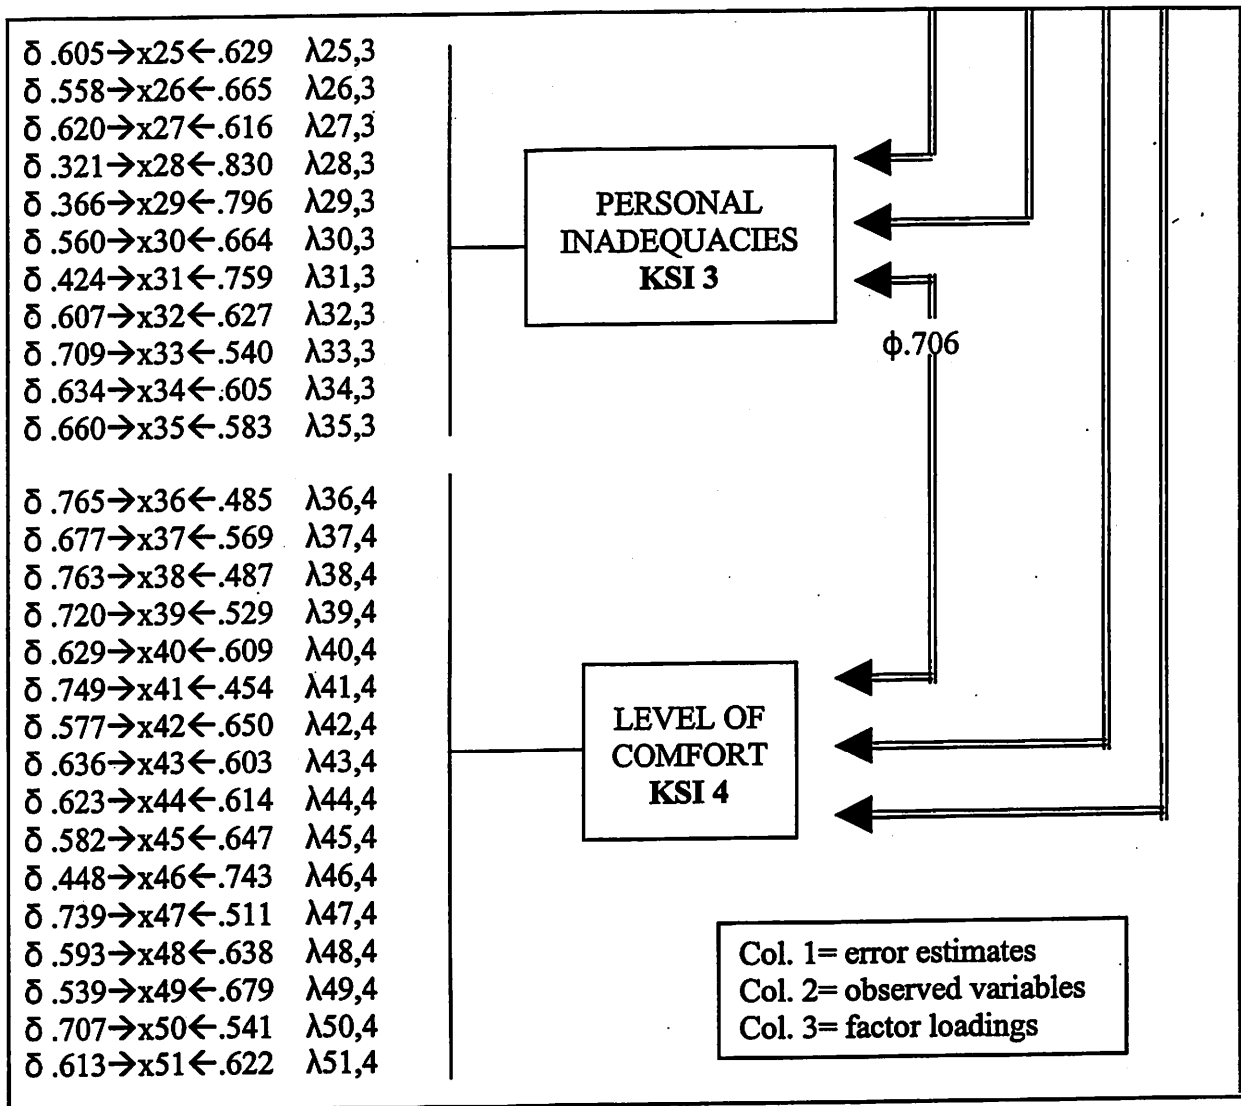 δ .605→x25←.629 λ25,3
δ .558→x26←.665 λ26,3
δ .620→x27←.616 λ27,3
δ .321→x28←.830 λ28,3
δ .366→x29←.796 λ29,3
δ .560→x30←.664 λ30,3
δ .424→x31←.759 λ31,3
δ .607→x32←.627 λ32,3
δ .709→x33←.540 λ33,3
δ .634→x34←.605 λ34,3
δ .660→x35←.583 λ35,3
PERSONAL
INADEQUACIES
KSI 3
ϕ.706
δ .765→x36←.485 λ36,4
δ .677→x37←.569 λ37,4
δ .763→x38←.487 λ38,4
δ .720→x39←.529 λ39,4
δ .629→x40←.609 λ40,4
δ .749→x41←.454 λ41,4
δ .577→x42←.650 λ42,4
δ .636→x43←.603 λ43,4
δ .623→x44←.614 λ44,4
δ .582→x45←.647 λ45,4
δ .448→x46←.743 λ46,4
δ .739→x47←.511 λ47,4
δ .593→x48←.638 λ48,4
δ .539→x49←.679 λ49,4
δ .707→x50←.541 λ50,4
δ .613→x51←.622 λ51,4
LEVEL OF
COMFORT
KSI 4
Col. 1= error estimates
Col. 2= observed variables
Col. 3= factor loadings